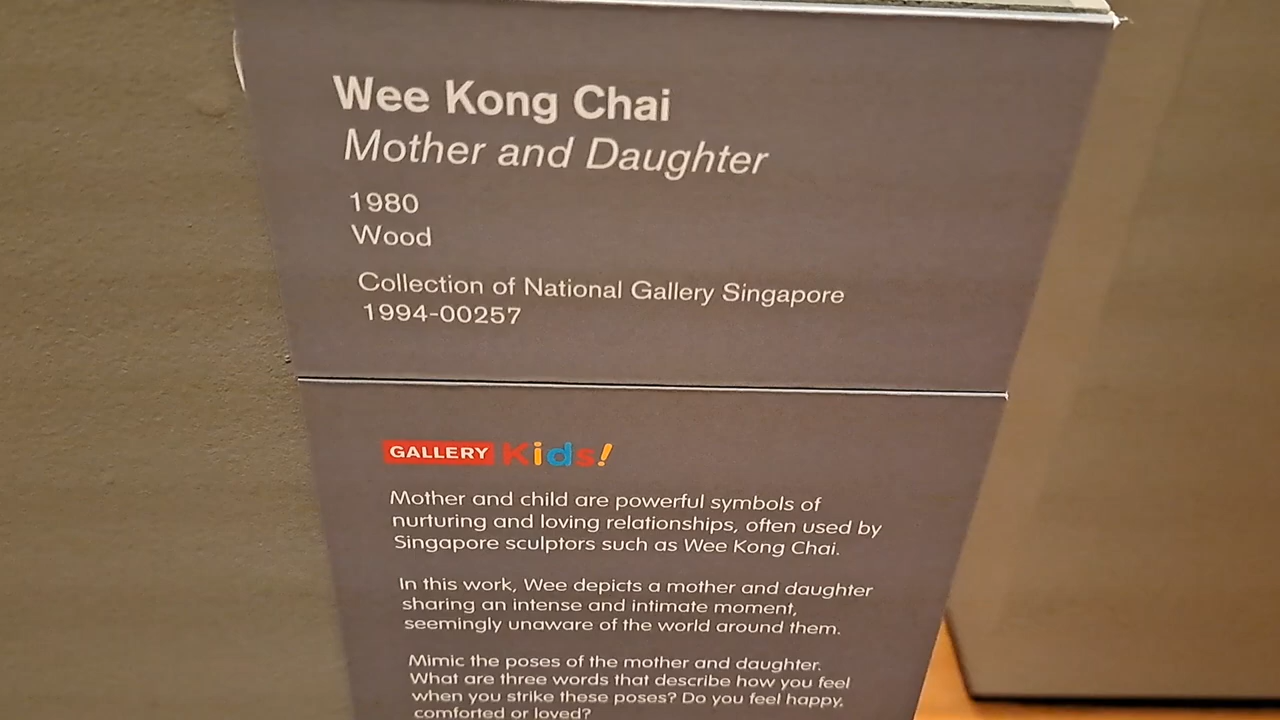 Wee Kong Chai
Mother and Daughter
1980
Wood
Collection of National Gallery Singapore
1994-00257
GALLERY Kids!
Mother and child are powerful symbols of
nurturing and loving relationships, often used by
Singapore sculptors such as Wee Kong Chai.
In this work, Wee depicts a mother and daughter
sharing an intense and intimate moment,
seemingly unaware of the world around them.
Mimic the poses of the mother and daughter.
What are three words that describe how you feel
when you strike these poses? Do you feel happy,
comforted or loved?